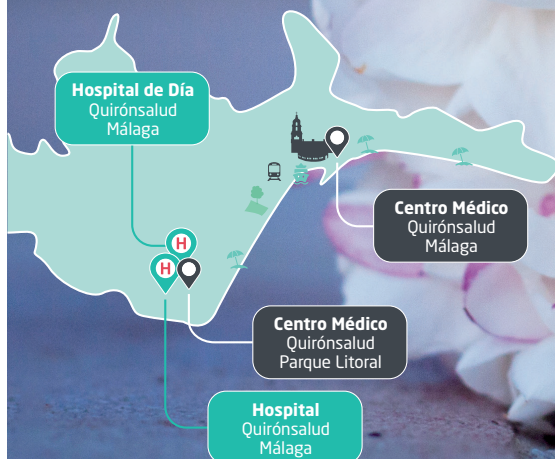 Hospital de Día
Quirónsalud
Málaga
Centro Médico
Quirónsalud
Málaga
H
H
Centro Médico
Quirónsalud
Parque Litoral
Hospital
Quirónsalud
Málaga